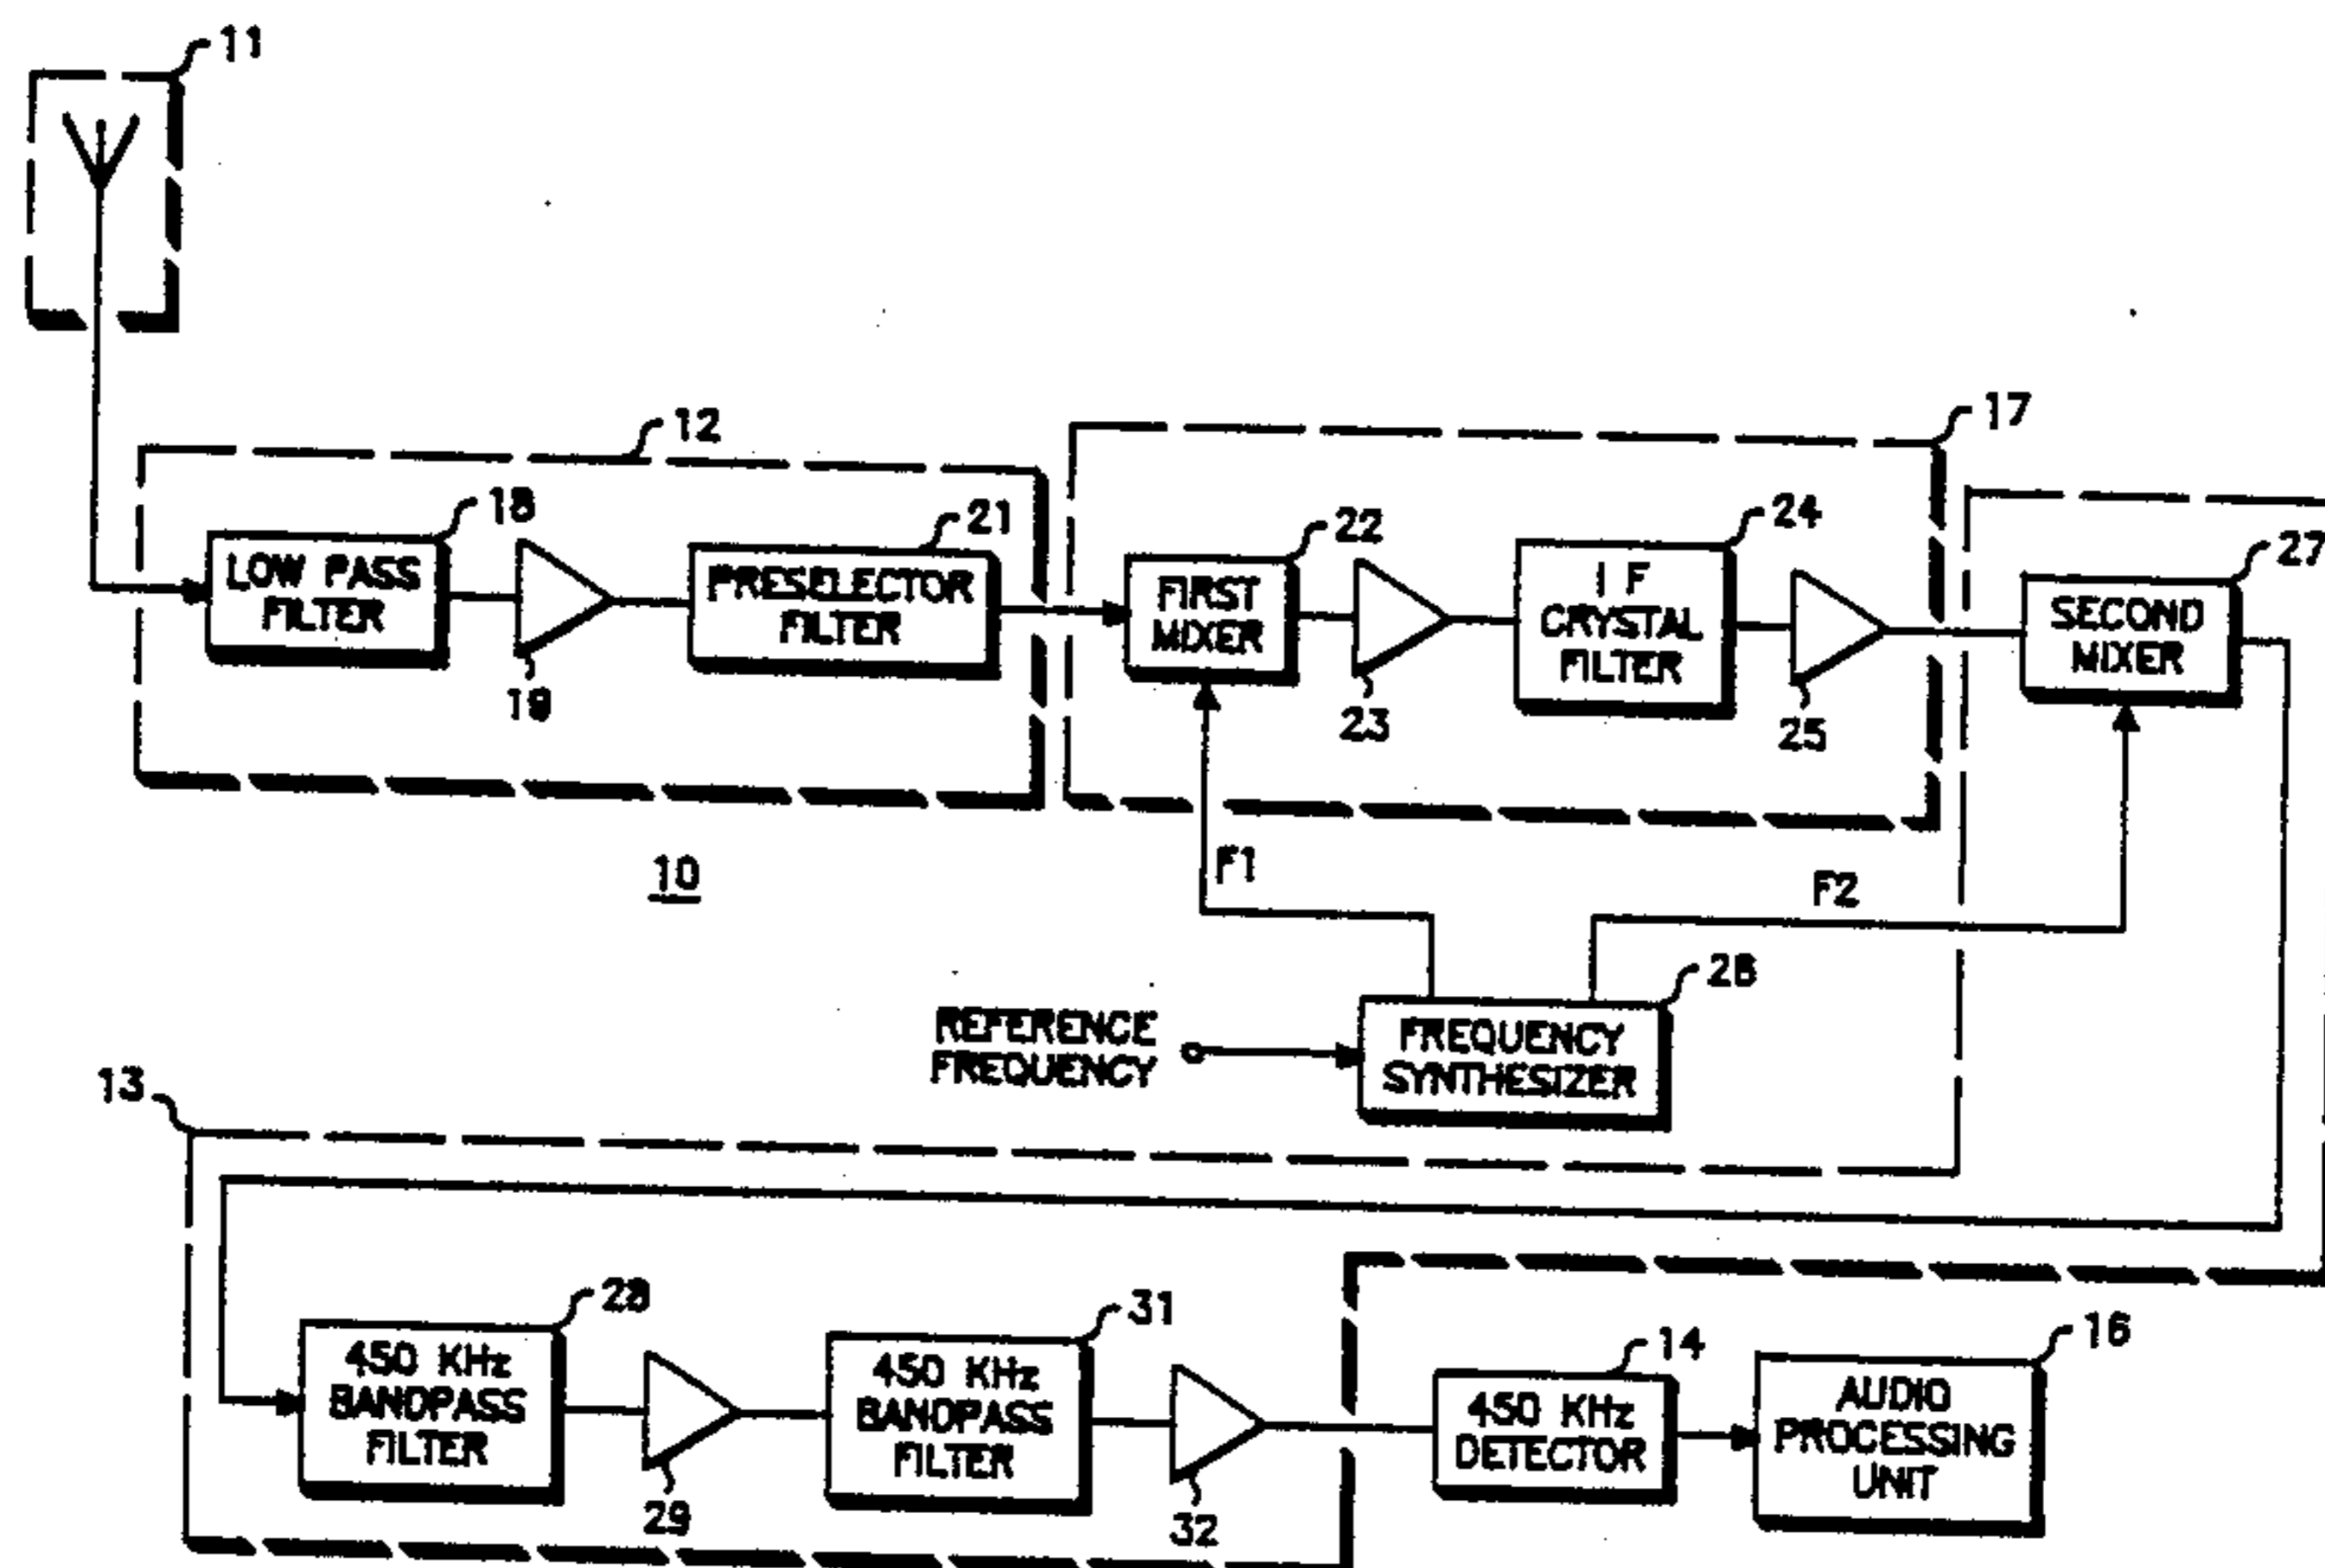 11
12
17
18
LOW PASS
FILTER
19
21
PRESELECTOR
FILTER
22
FIRST
MIXER
23
24
I F
CRYSTAL
FILTER
25
27
SECOND
MIXER
10
F1
F2
REFERENCE
FREQUENCY
26
FREQUENCY
SYNTHESIZER
13
28
450 KHz
BANDPASS
FILTER
29
31
450 KHz
BANDPASS
FILTER
32
14
450 KHz
DETECTOR
16
AUDIO
PROCESSING
UNIT